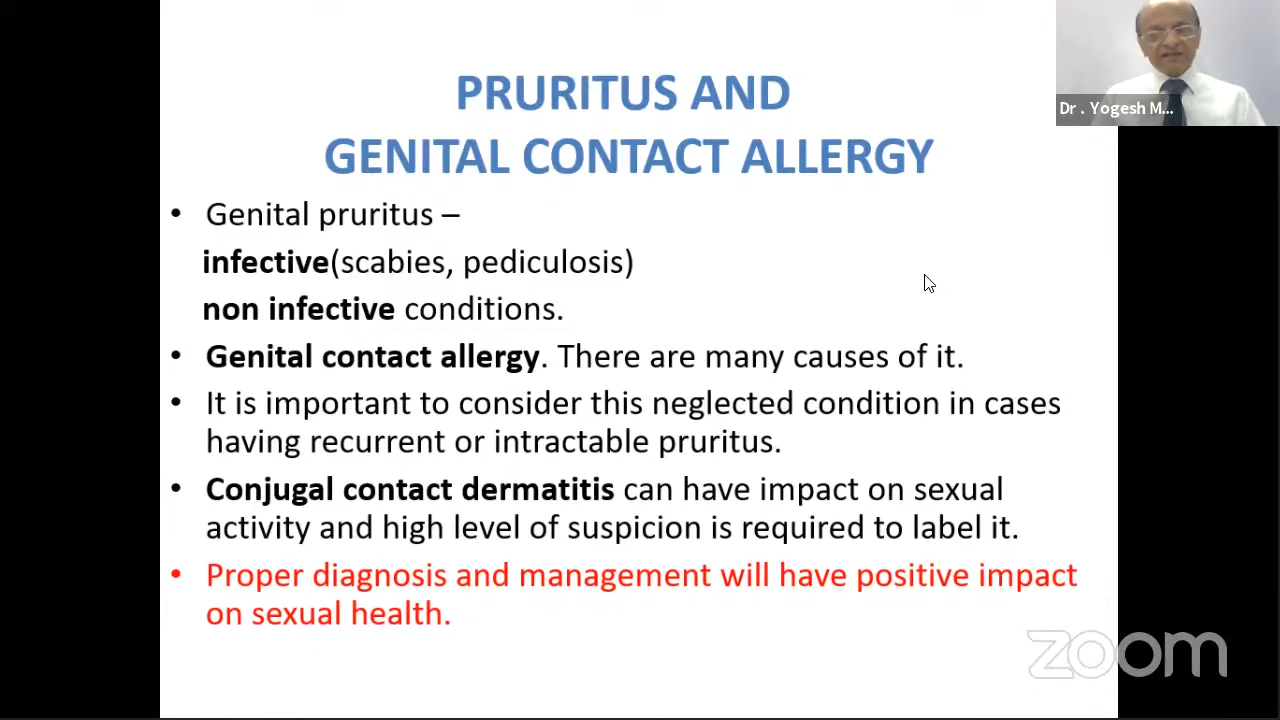 PRURITUS AND
GENITAL CONTACT ALLERGY
Dr . Yogesh M...
• Genital pruritus –
infective(scabies, pediculosis)
non infective conditions.
• Genital contact allergy. There are many causes of it.
• It is important to consider this neglected condition in cases
having recurrent or intractable pruritus.
• Conjugal contact dermatitis can have impact on sexual
activity and high level of suspicion is required to label it.
• Proper diagnosis and management will have positive impact
on sexual health.
zoom